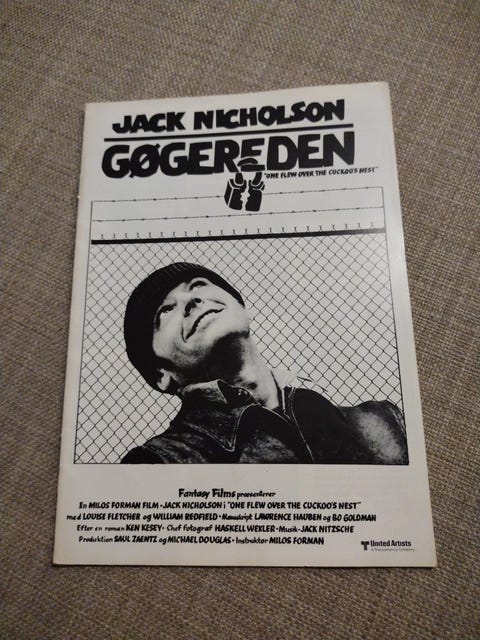 JACK NICHOLSON
GØGEREDEN
"ONE FLEW OVER THE CUCKOO'S NEST"
Fantasy Films præsenterer
En MILOS FORMAN FILM · JACK NICHOLSON i "ONE FLEW OVER THE CUCKOO'S NEST"
med LOUISE FLETCHER og WILLIAM REDFIELD · Manuskript LAWRENCE HAUBEN og BO GOLDMAN
Efter en roman KEN KESEY · Chef fotograf HASKELL WEXLER · Musik - JACK NITZSCHE
Produktion SAUL ZAENTZ og MICHAEL DOUGLAS · Instruktør MILOS FORMAN
United Artists
A Transamerica Company